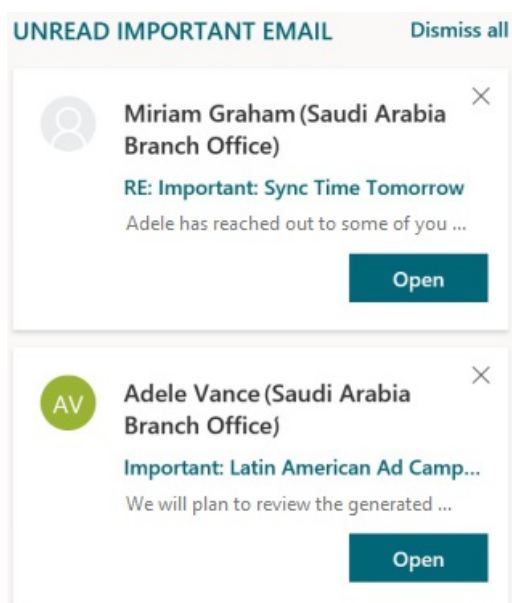 UNREAD IMPORTANT EMAIL Dismiss all
Miriam Graham (Saudi Arabia
Branch Office)
RE: Important: Sync Time Tomorrow
Adele has reached out to some of you ...
Open
AV
Adele Vance (Saudi Arabia
Branch Office)
Important: Latin American Ad Camp...
We will plan to review the generated ...
Open